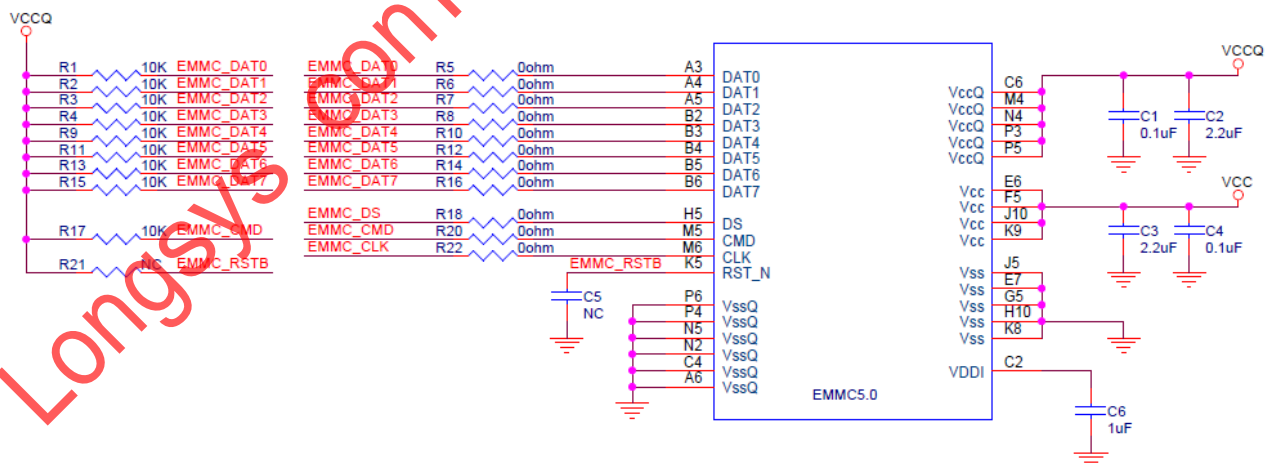 VCCQ
R1 10K EMMC_DAT0
R2 10K EMMC_DAT1
R3 10K EMMC_DAT2
R4 10K EMMC_DAT3
R9 10K EMMC_DAT4
R11 10K EMMC_DAT5
R13 10K EMMC_DAT6
R15 10K EMMC_DAT7
R17 10K EMMC_CMD
R21 NC EMMC_RSTB
EMMC_DAT0 R5 0ohm A3 DAT0
EMMC_DAT1 R6 0ohm A4 DAT1
EMMC_DAT2 R7 0ohm A5 DAT2
EMMC_DAT3 R8 0ohm B2 DAT3
EMMC_DAT4 R10 0ohm B3 DAT4
EMMC_DAT5 R12 0ohm B4 DAT5
EMMC_DAT6 R14 0ohm B5 DAT6
EMMC_DAT7 R16 0ohm B6 DAT7
EMMC_DS R18 0ohm H5 DS
EMMC_CMD R20 0ohm M5 CMD
EMMC_CLK R22 0ohm M6 CLK
EMMC_RSTB K5 RST_N
C5
NC
P6 VssQ
P4 VssQ
N5 VssQ
N2 VssQ
C4 VssQ
A6 VssQ
EMMC5.0
VccQ C6
VccQ M4
VccQ N4
VccQ P3
VccQ P5
VCCQ
C1
0.1uF
C2
2.2uF
Vcc E6
Vcc F5
Vcc J10
Vcc K9
VCC
C3
2.2uF
C4
0.1uF
Vss J5
Vss E7
Vss G5
Vss H10
Vss K8
VDDI C2
C6
1uF
Longsys